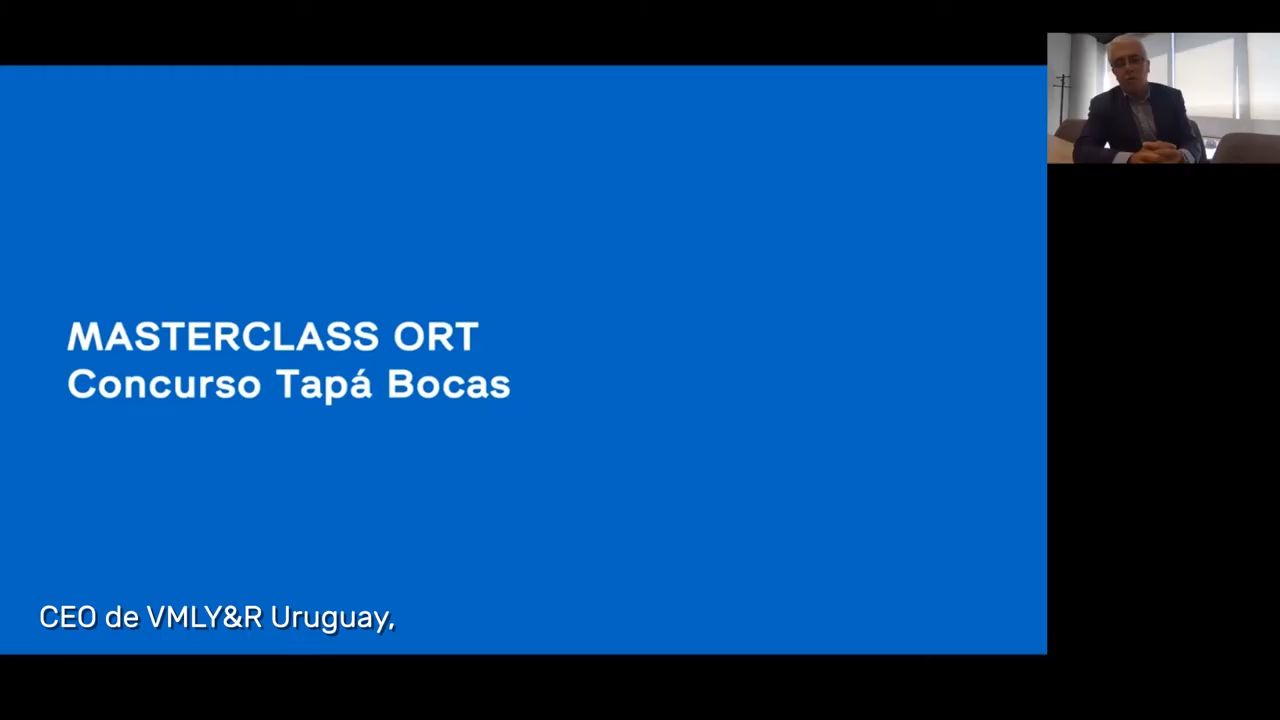 MASTERCLASS ORT
Concurso Tapá Bocas
CEO de VMLY&R Uruguay,